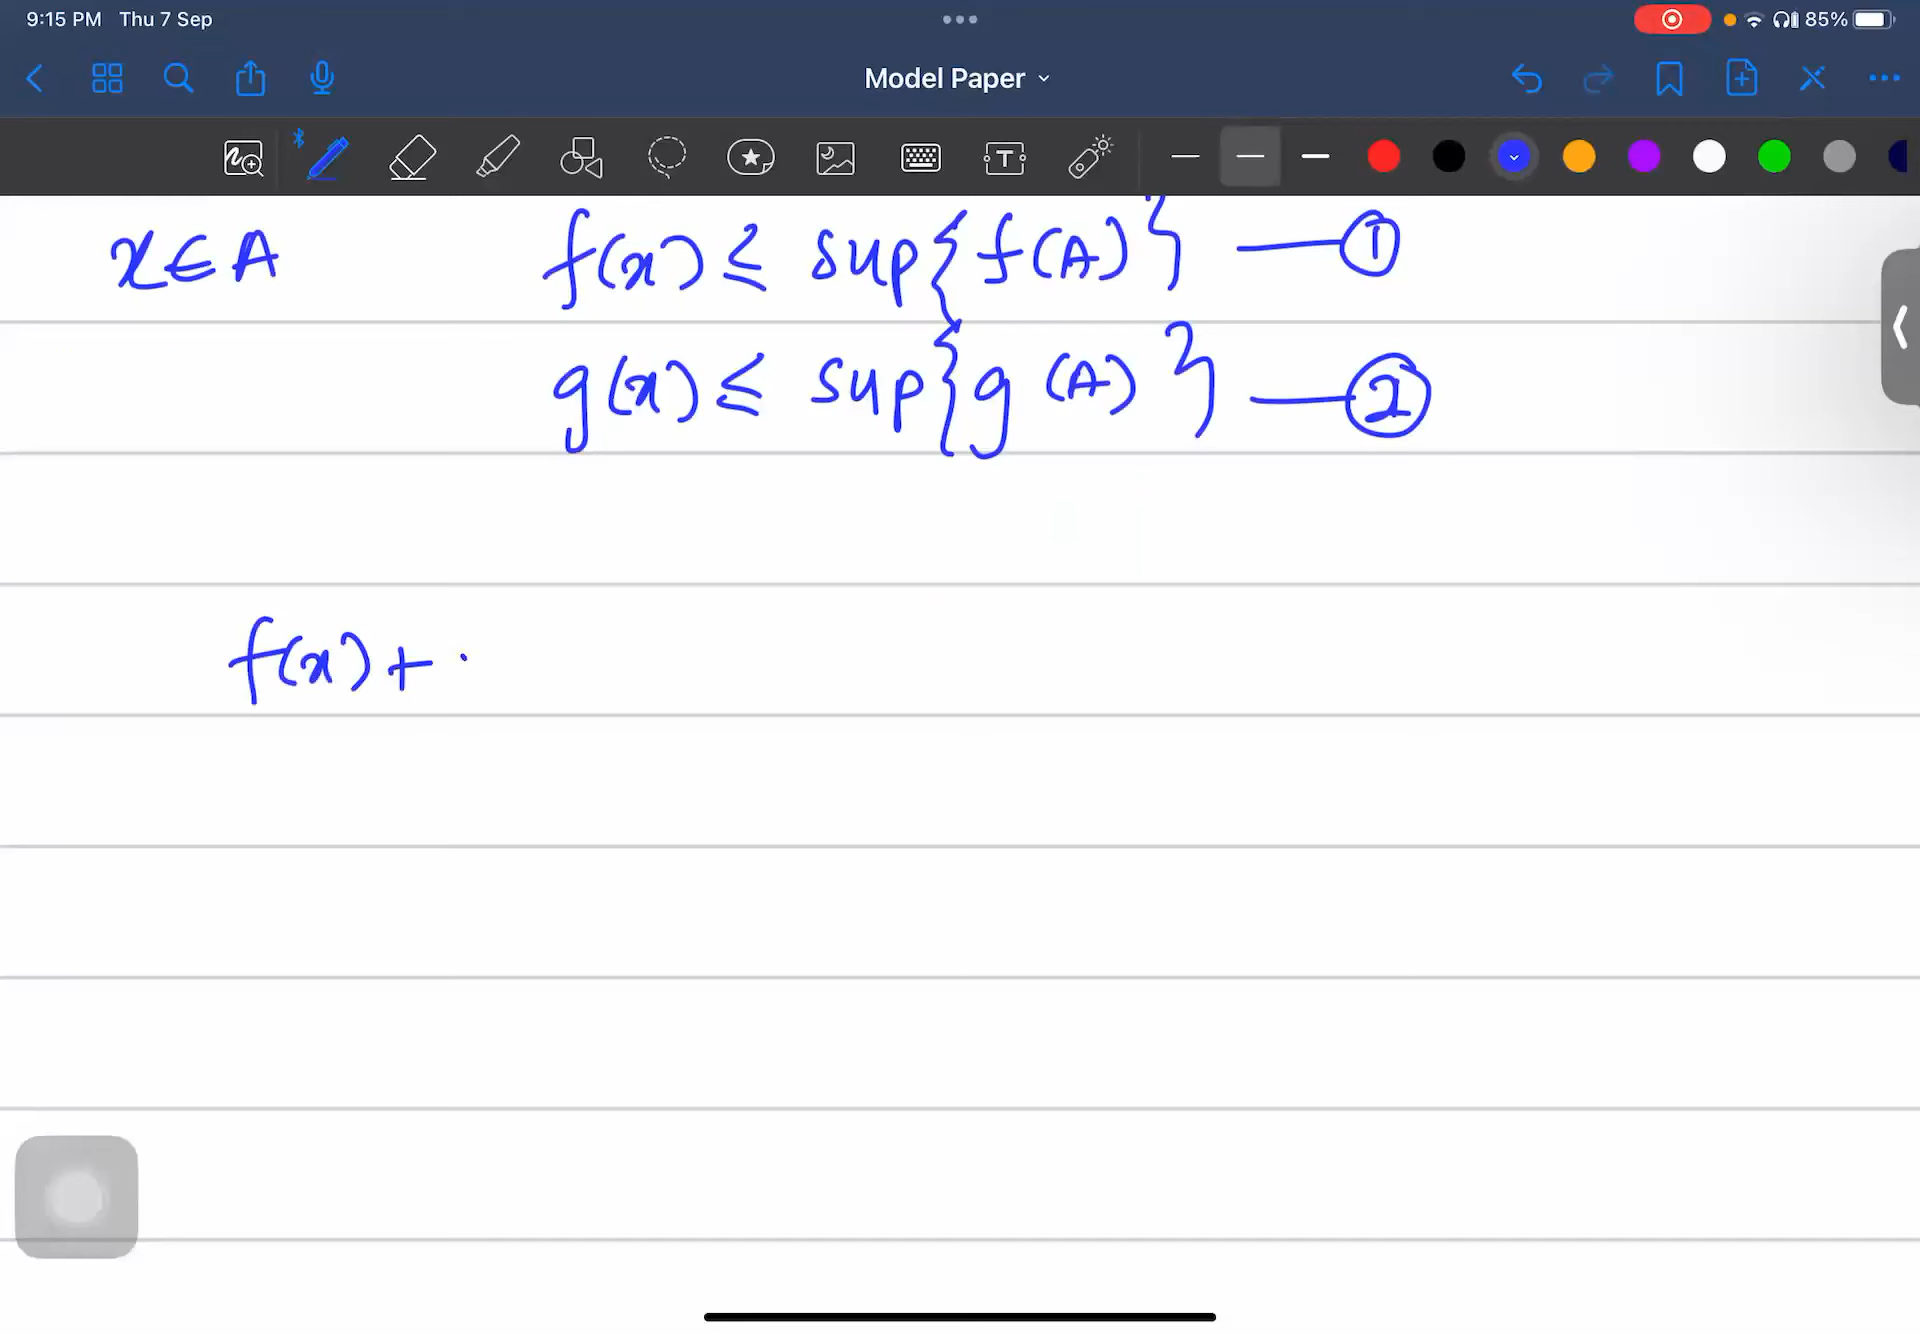 9:15 PM Thu 7 Sep
85%
Model Paper
T
x ∈ A f(x) ≤ sup{f(A)} — ①
g(x) ≤ sup{g(A)} — ②
f(x) + ·